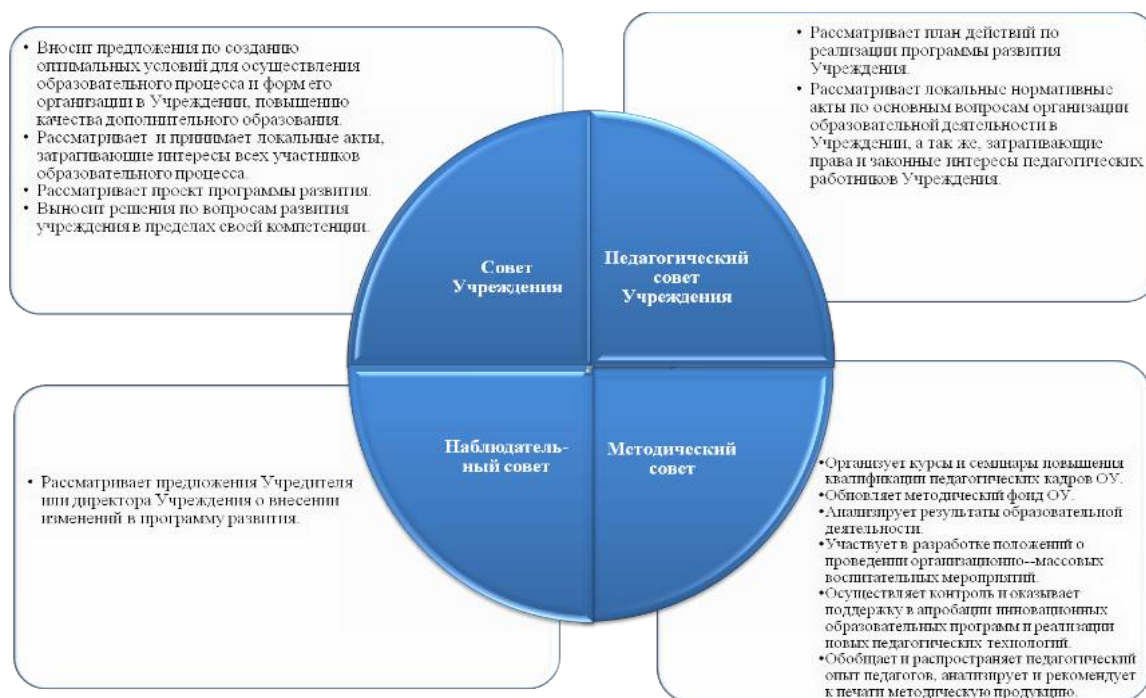 • Вносит предложения по созданию
оптимальных условий для осуществления
образовательного процесса и форм его
организации в Учреждении, повышению
качества дополнительного образования.
• Рассматривает и принимает локальные акты,
затрагивающие интересы всех участников
образовательного процесса.
• Рассматривает проект программы развития.
• Выносит решения по вопросам развития
учреждения в пределах своей компетенции.
• Рассматривает план действий по
реализации программы развития
Учреждения.
• Рассматривает локальные нормативные
акты по основным вопросам организации
образовательной деятельности в
Учреждении, а так же, затрагивающие
права и законные интересы педагогических
работников Учреждения.
Совет
Учреждения
Педагогический
совет
Учреждения
Наблюдатель-
ный совет
Методический
совет
• Рассматривает предложения Учредителя
или директора Учреждения о внесении
изменений в программу развития.
•Организует курсы и семинары повышения
квалификации педагогических кадров ОУ.
•Обновляет методический фонд ОУ.
•Анализирует результаты образовательной
деятельности.
•Участвует в разработке положений о
проведении организационно--массовых
воспитательных мероприятий.
•Осуществляет контроль и оказывает
поддержку в апробации инновационных
образовательных программ и реализации
новых педагогических технологий.
•Обобщает и распространяет педагогический
опыт педагогов, анализирует и рекомендует
к печати методическую продукцию.